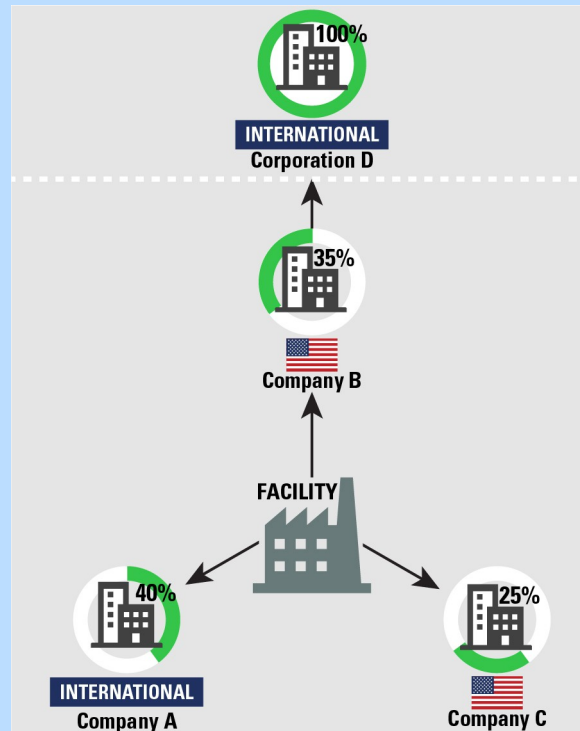 100%
INTERNATIONAL
Corporation D
35%
Company B
FACILITY
40%
INTERNATIONAL
Company A
25%
Company C